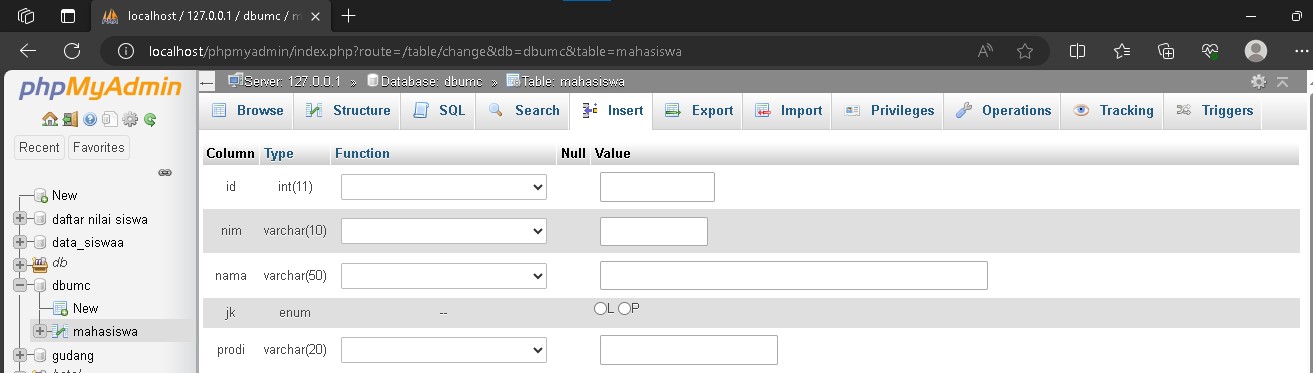 localhost / 127.0.0.1 / dbumc / m
localhost/phpmyadmin/index.php?route=/table/change&db=dbumc&table=mahasiswa
phpMyAdmin
Recent Favorites
New
daftar nilai siswa
data_siswaa
db
dbumc
New
mahasiswa
gudang
Server: 127.0.0.1 » Database: dbumc » Table: mahasiswa
Browse Structure SQL Search Insert Export Import Privileges Operations Tracking Triggers
Column Type Function Null Value
id int(11)
nim varchar(10)
nama varchar(50)
jk enum -- L P
prodi varchar(20)